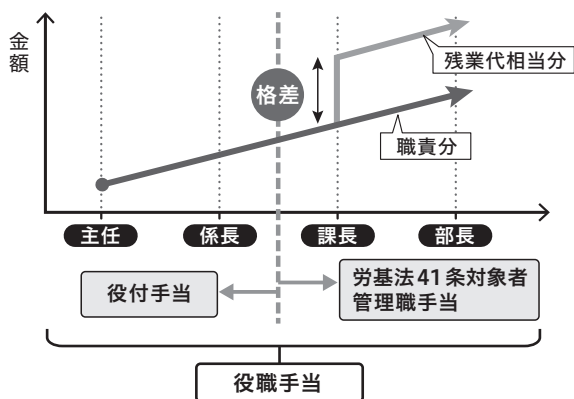 金額
残業代相当分
格差
職責分
主任
係長
課長
部長
役付手当
労基法41条対象者
管理職手当
役職手当